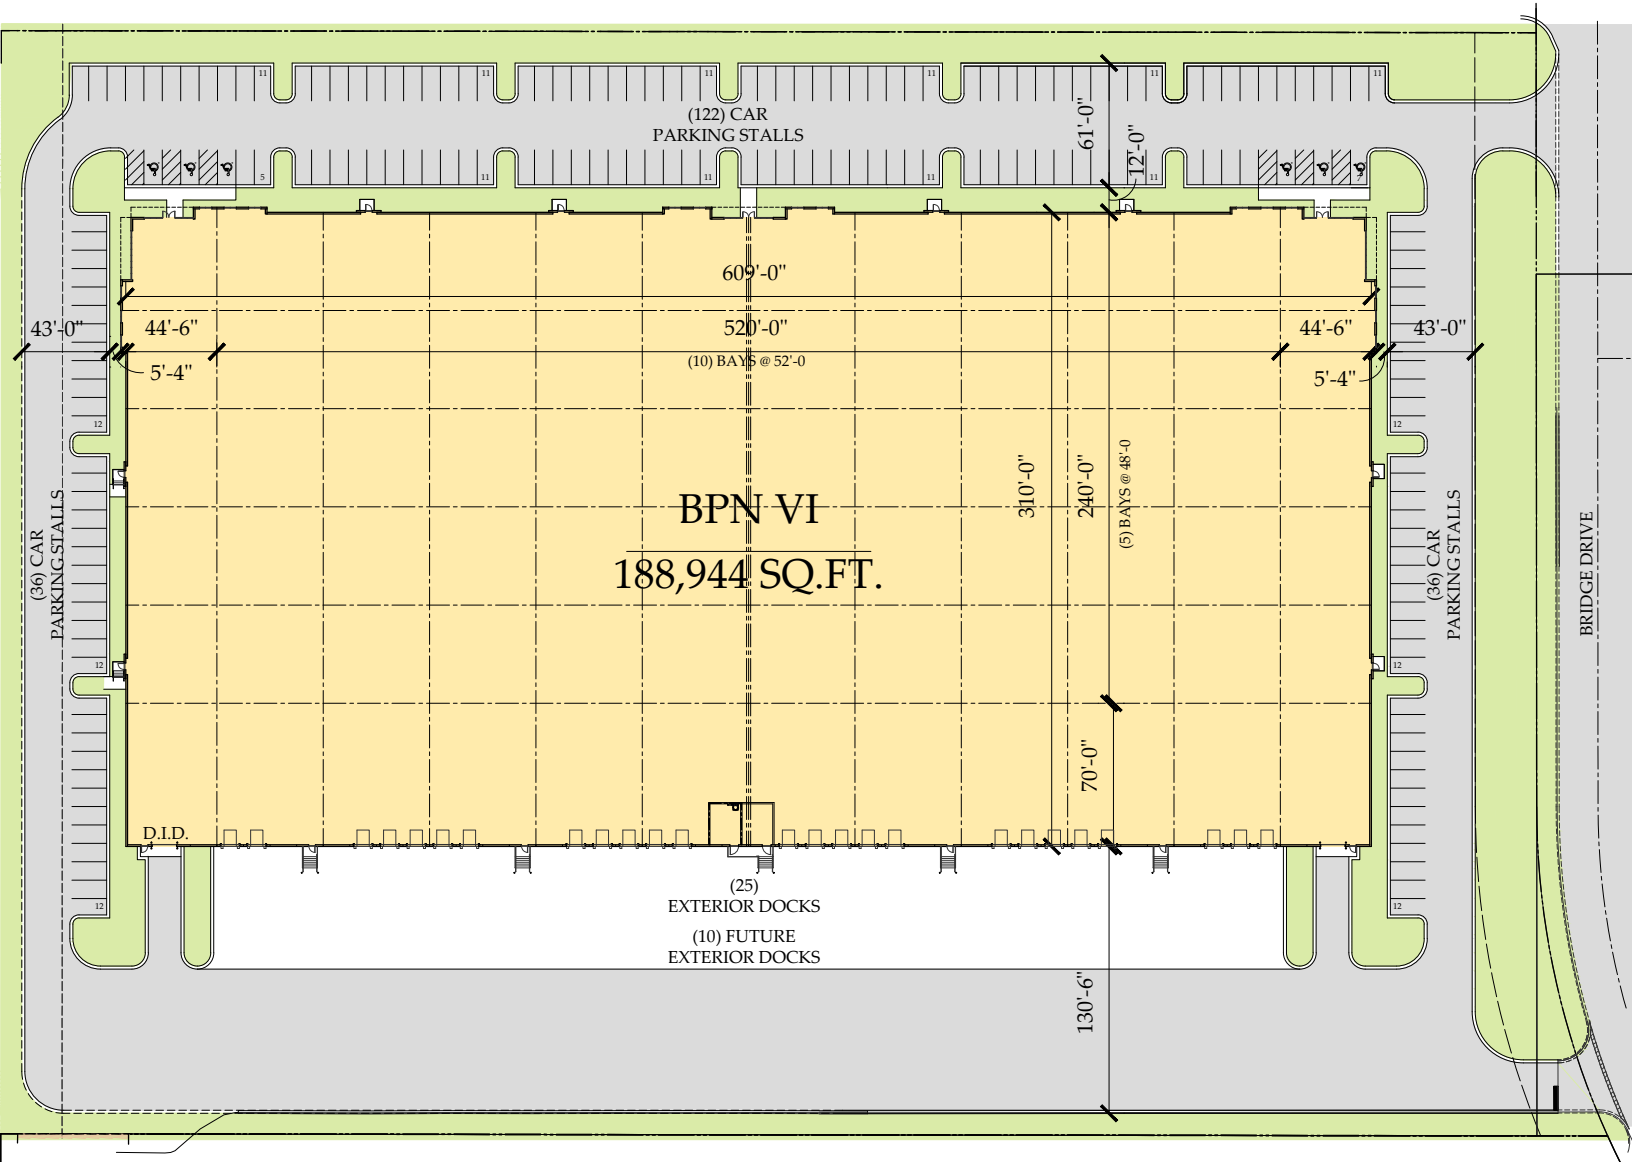 11
11
11
11
11
11
(122) CAR
PARKING STALLS
61'-0"
12'-0"
5
11
11
11
11
609'-0"
43'-0"
44'-6"
520'-0"
44'-6"
43'-0"
(10) BAYS @ 52'-0
5'-4"
5'-4"
12
12
310'-0"
240'-0"
(5) BAYS @ 48'-0
BPN VI
188,944 SQ.FT.
(36) CAR
PARKING STALLS
(36) CAR
PARKING STALLS
BRIDGE DRIVE
12
12
70'-0"
D.I.D.
12
12
(25)
EXTERIOR DOCKS
(10) FUTURE
EXTERIOR DOCKS
130'-6"